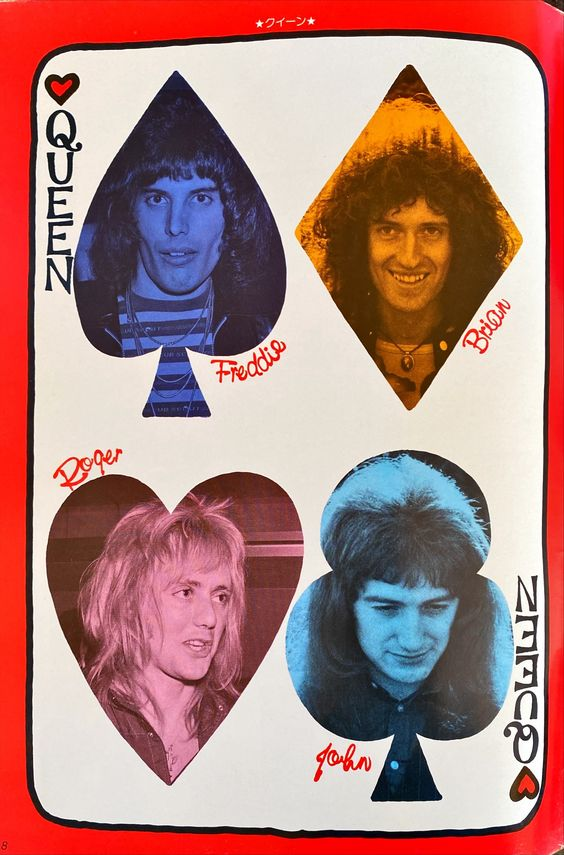 ★クイーン★
QUEEN
Freddie
Brian
Roger
John
QUEEN
8